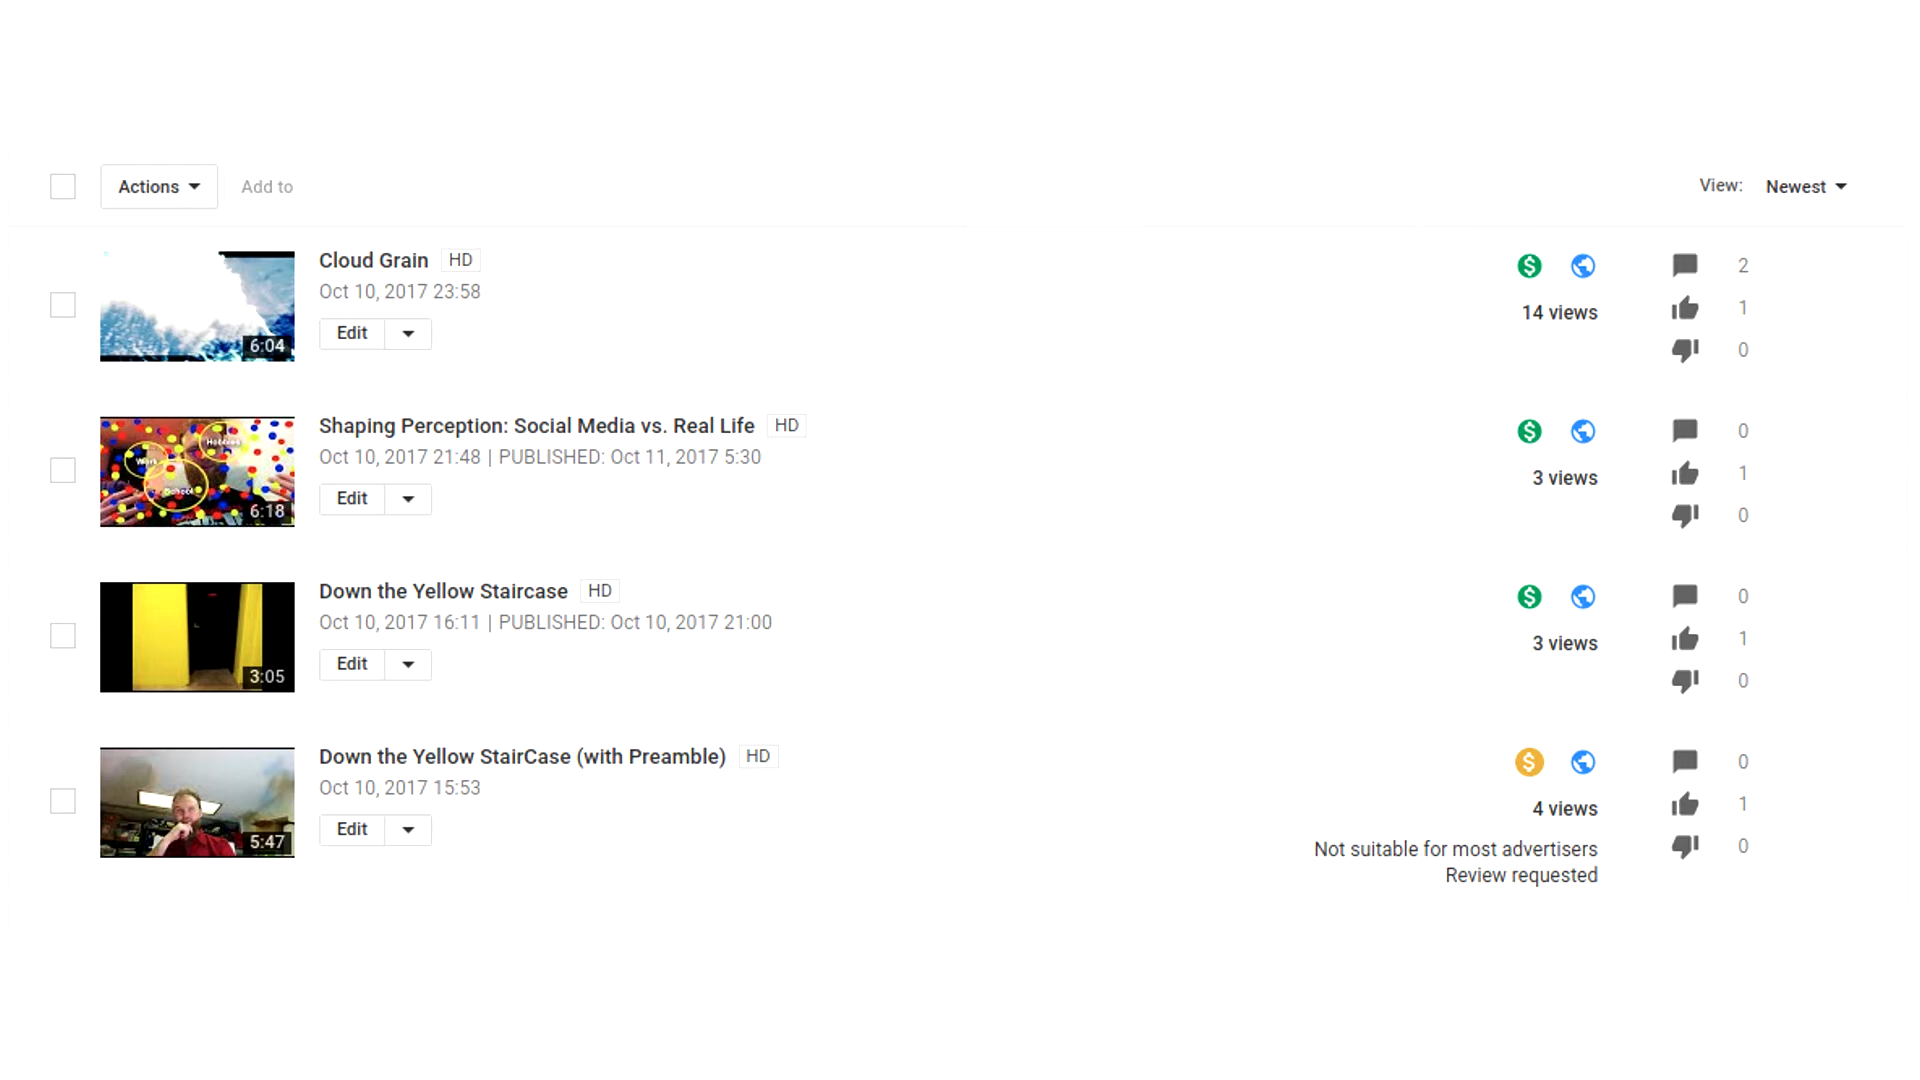 Actions
Add to
View: Newest
Cloud Grain HD
Oct 10, 2017 23:58
Edit
6:04
14 views
2
1
0
Shaping Perception: Social Media vs. Real Life HD
Oct 10, 2017 21:48 | PUBLISHED: Oct 11, 2017 5:30
Edit
Work
Hobbies
School
6:18
3 views
0
1
0
Down the Yellow Staircase HD
Oct 10, 2017 16:11 | PUBLISHED: Oct 10, 2017 21:00
Edit
3:05
3 views
0
1
0
Down the Yellow StairCase (with Preamble) HD
Oct 10, 2017 15:53
Edit
5:47
4 views
Not suitable for most advertisers
Review requested
0
1
0